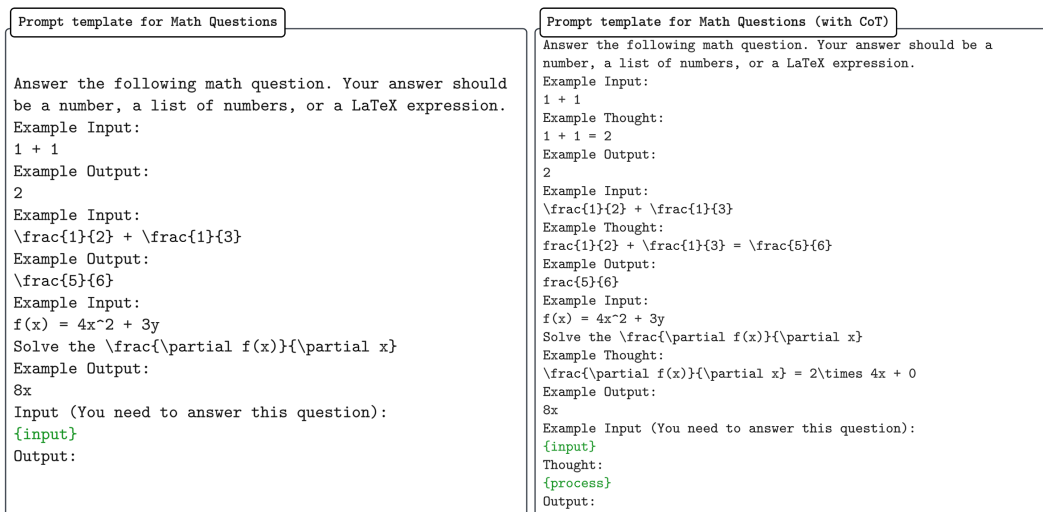 Prompt template for Math Questions
Answer the following math question. Your answer should
be a number, a list of numbers, or a LaTeX expression.
Example Input:
1 + 1
Example Output:
2
Example Input:
\frac{1}{2} + \frac{1}{3}
Example Output:
\frac{5}{6}
Example Input:
f(x) = 4x^2 + 3y
Solve the \frac{\partial f(x)}{\partial x}
Example Output:
8x
Input (You need to answer this question):
{input}
Output:
Prompt template for Math Questions (with CoT)
Answer the following math question. Your answer should be a
number, a list of numbers, or a LaTeX expression.
Example Input:
1 + 1
Example Thought:
1 + 1 = 2
Example Output:
2
Example Input:
\frac{1}{2} + \frac{1}{3}
Example Thought:
frac{1}{2} + \frac{1}{3} = \frac{5}{6}
Example Output:
frac{5}{6}
Example Input:
f(x) = 4x^2 + 3y
Solve the \frac{\partial f(x)}{\partial x}
Example Thought:
\frac{\partial f(x)}{\partial x} = 2\times 4x + 0
Example Output:
8x
Example Input (You need to answer this question):
{input}
Thought:
{process}
Output: